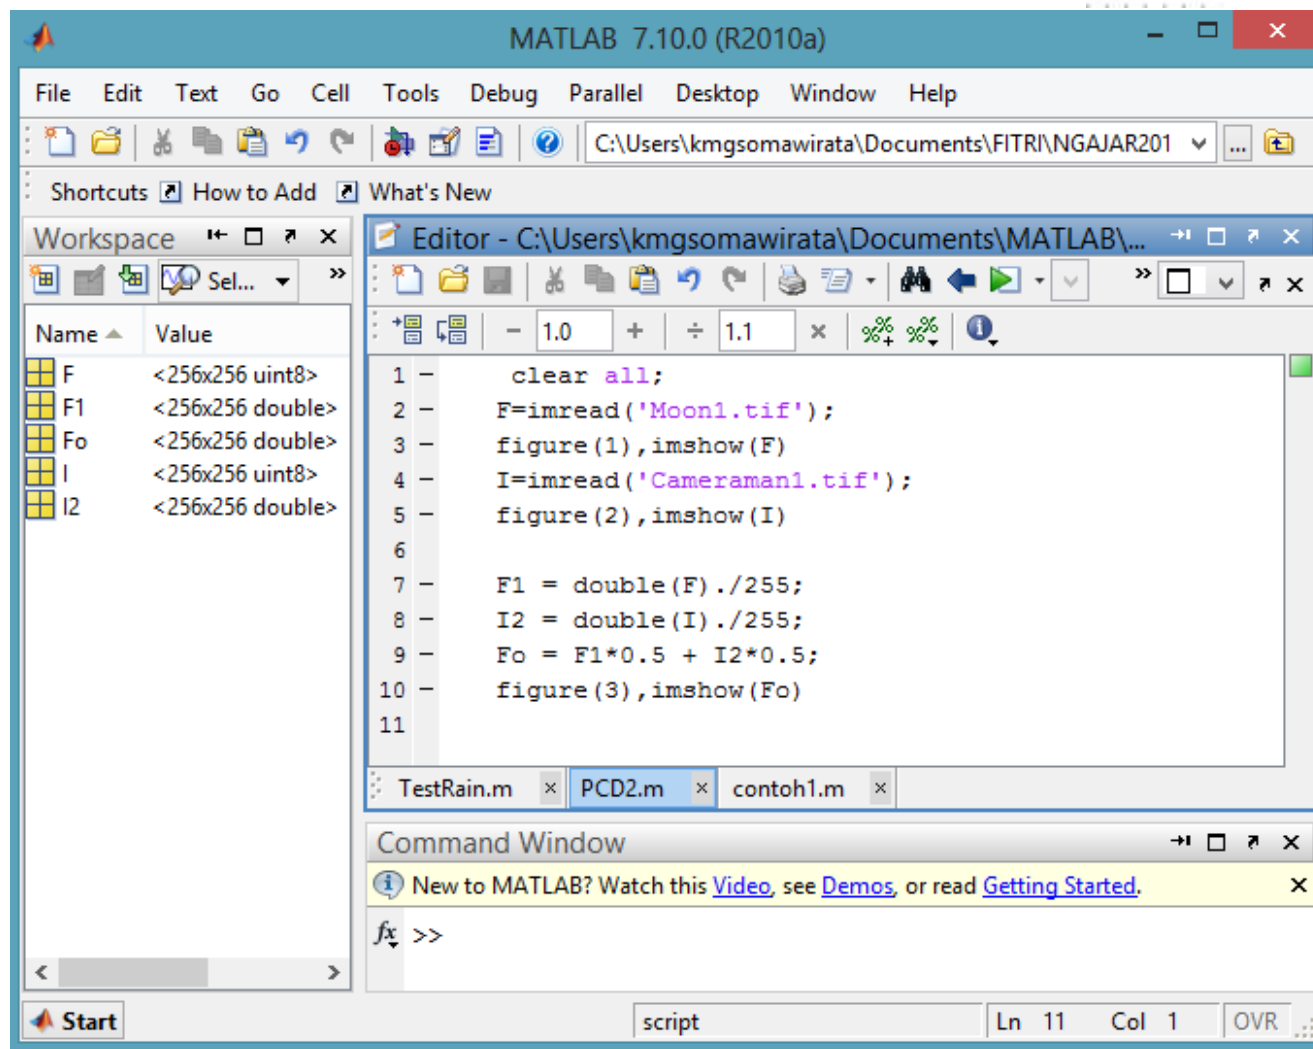 MATLAB 7.10.0 (R2010a)
File Edit Text Go Cell Tools Debug Parallel Desktop Window Help
C:\Users\kmgsomawirata\Documents\FITRI\NGAJAR201 ...
Shortcuts How to Add What's New
Workspace
Sel... »
Name Value
F <256x256 uint8>
F1 <256x256 double>
Fo <256x256 double>
I <256x256 uint8>
I2 <256x256 double>
Editor - C:\Users\kmgsomawirata\Documents\MATLAB\...
»
- 1.0 + ÷ 1.1 ×
1 - clear all;
2 - F=imread('Moon1.tif');
3 - figure(1),imshow(F)
4 - I=imread('Cameraman1.tif');
5 - figure(2),imshow(I)
6
7 - F1 = double(F)./255;
8 - I2 = double(I)./255;
9 - Fo = F1*0.5 + I2*0.5;
10 - figure(3),imshow(Fo)
11
TestRain.m × PCD2.m × contoh1.m ×
Command Window
New to MATLAB? Watch this Video, see Demos, or read Getting Started.
fx >>
Start script Ln 11 Col 1 OVR